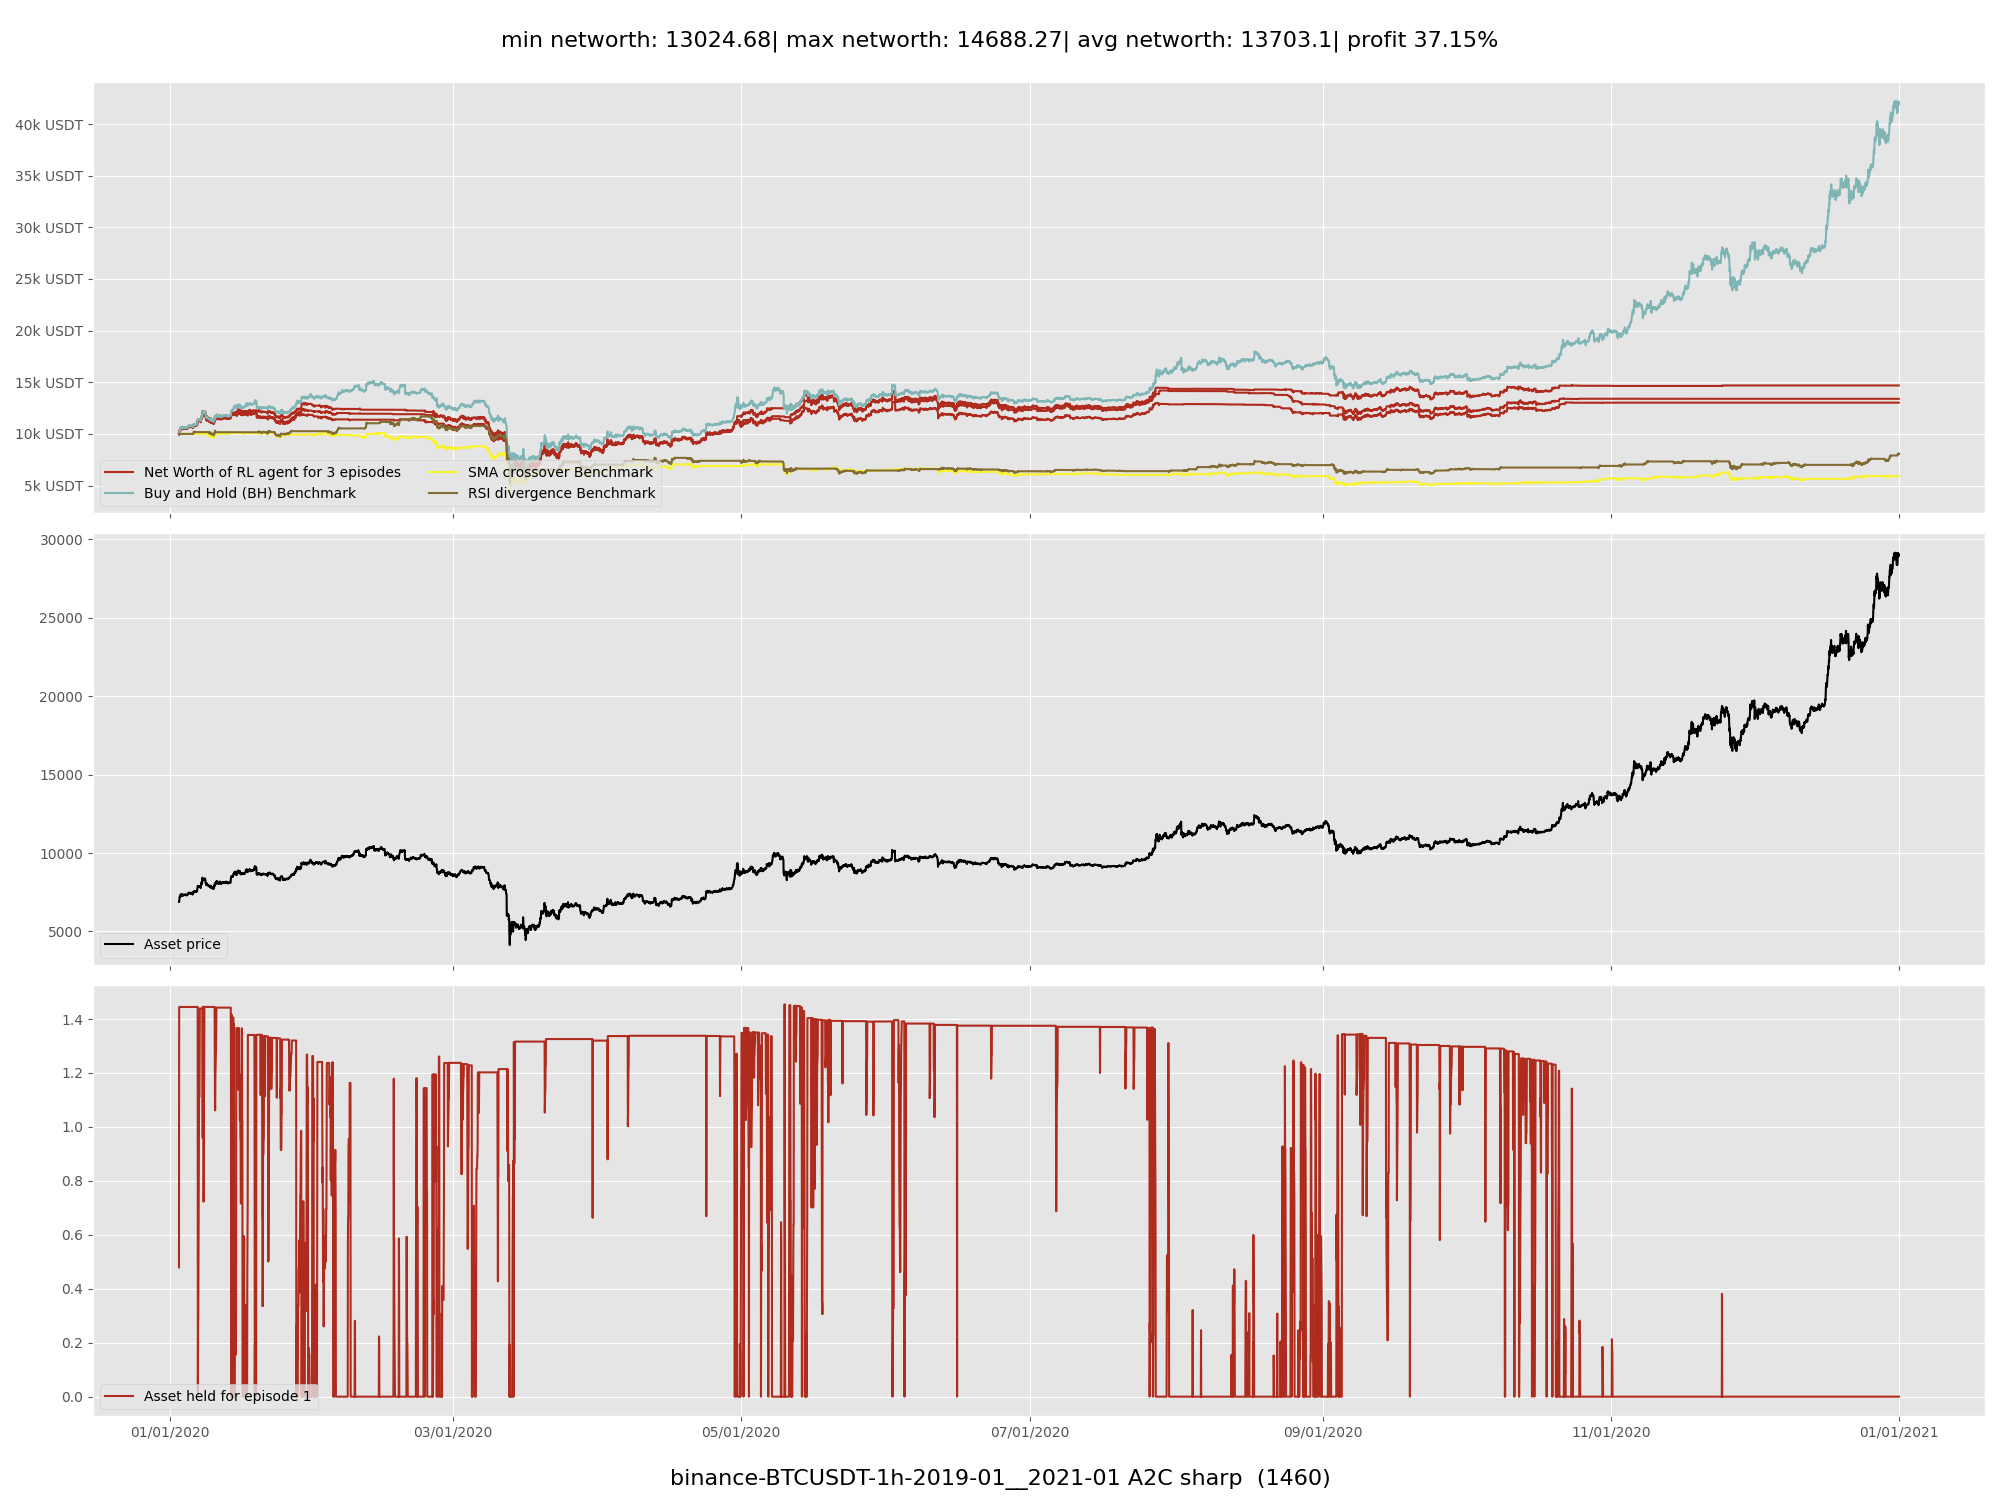 min networth: 13024.68| max networth: 14688.27| avg networth: 13703.1| profit 37.15%
40k USDT
35k USDT
30k USDT
25k USDT
20k USDT
15k USDT
10k USDT
5k USDT
Net Worth of RL agent for 3 episodes
Buy and Hold (BH) Benchmark
SMA crossover Benchmark
RSI divergence Benchmark
30000
25000
20000
15000
10000
5000
Asset price
1.4
1.2
1.0
0.8
0.6
0.4
0.2
0.0
Asset held for episode 1
01/01/2020 03/01/2020 05/01/2020 07/01/2020 09/01/2020 11/01/2020 01/01/2021
binance-BTCUSDT-1h-2019-01__2021-01 A2C sharp  (1460)